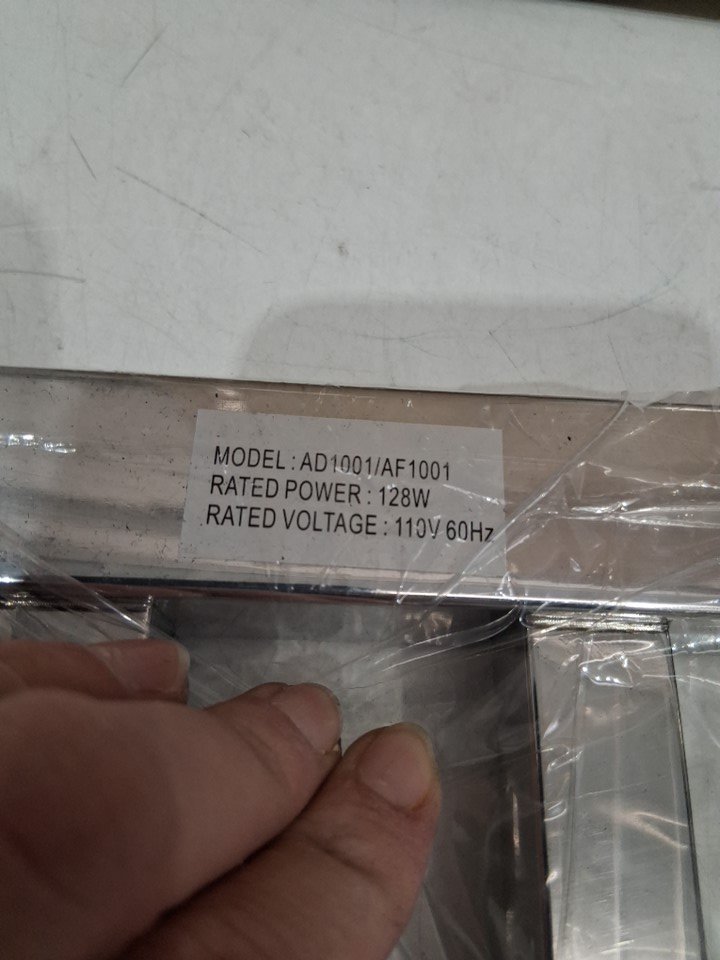 MODEL : AD1001/AF1001
RATED POWER : 128W
RATED VOLTAGE : 110V 60Hz